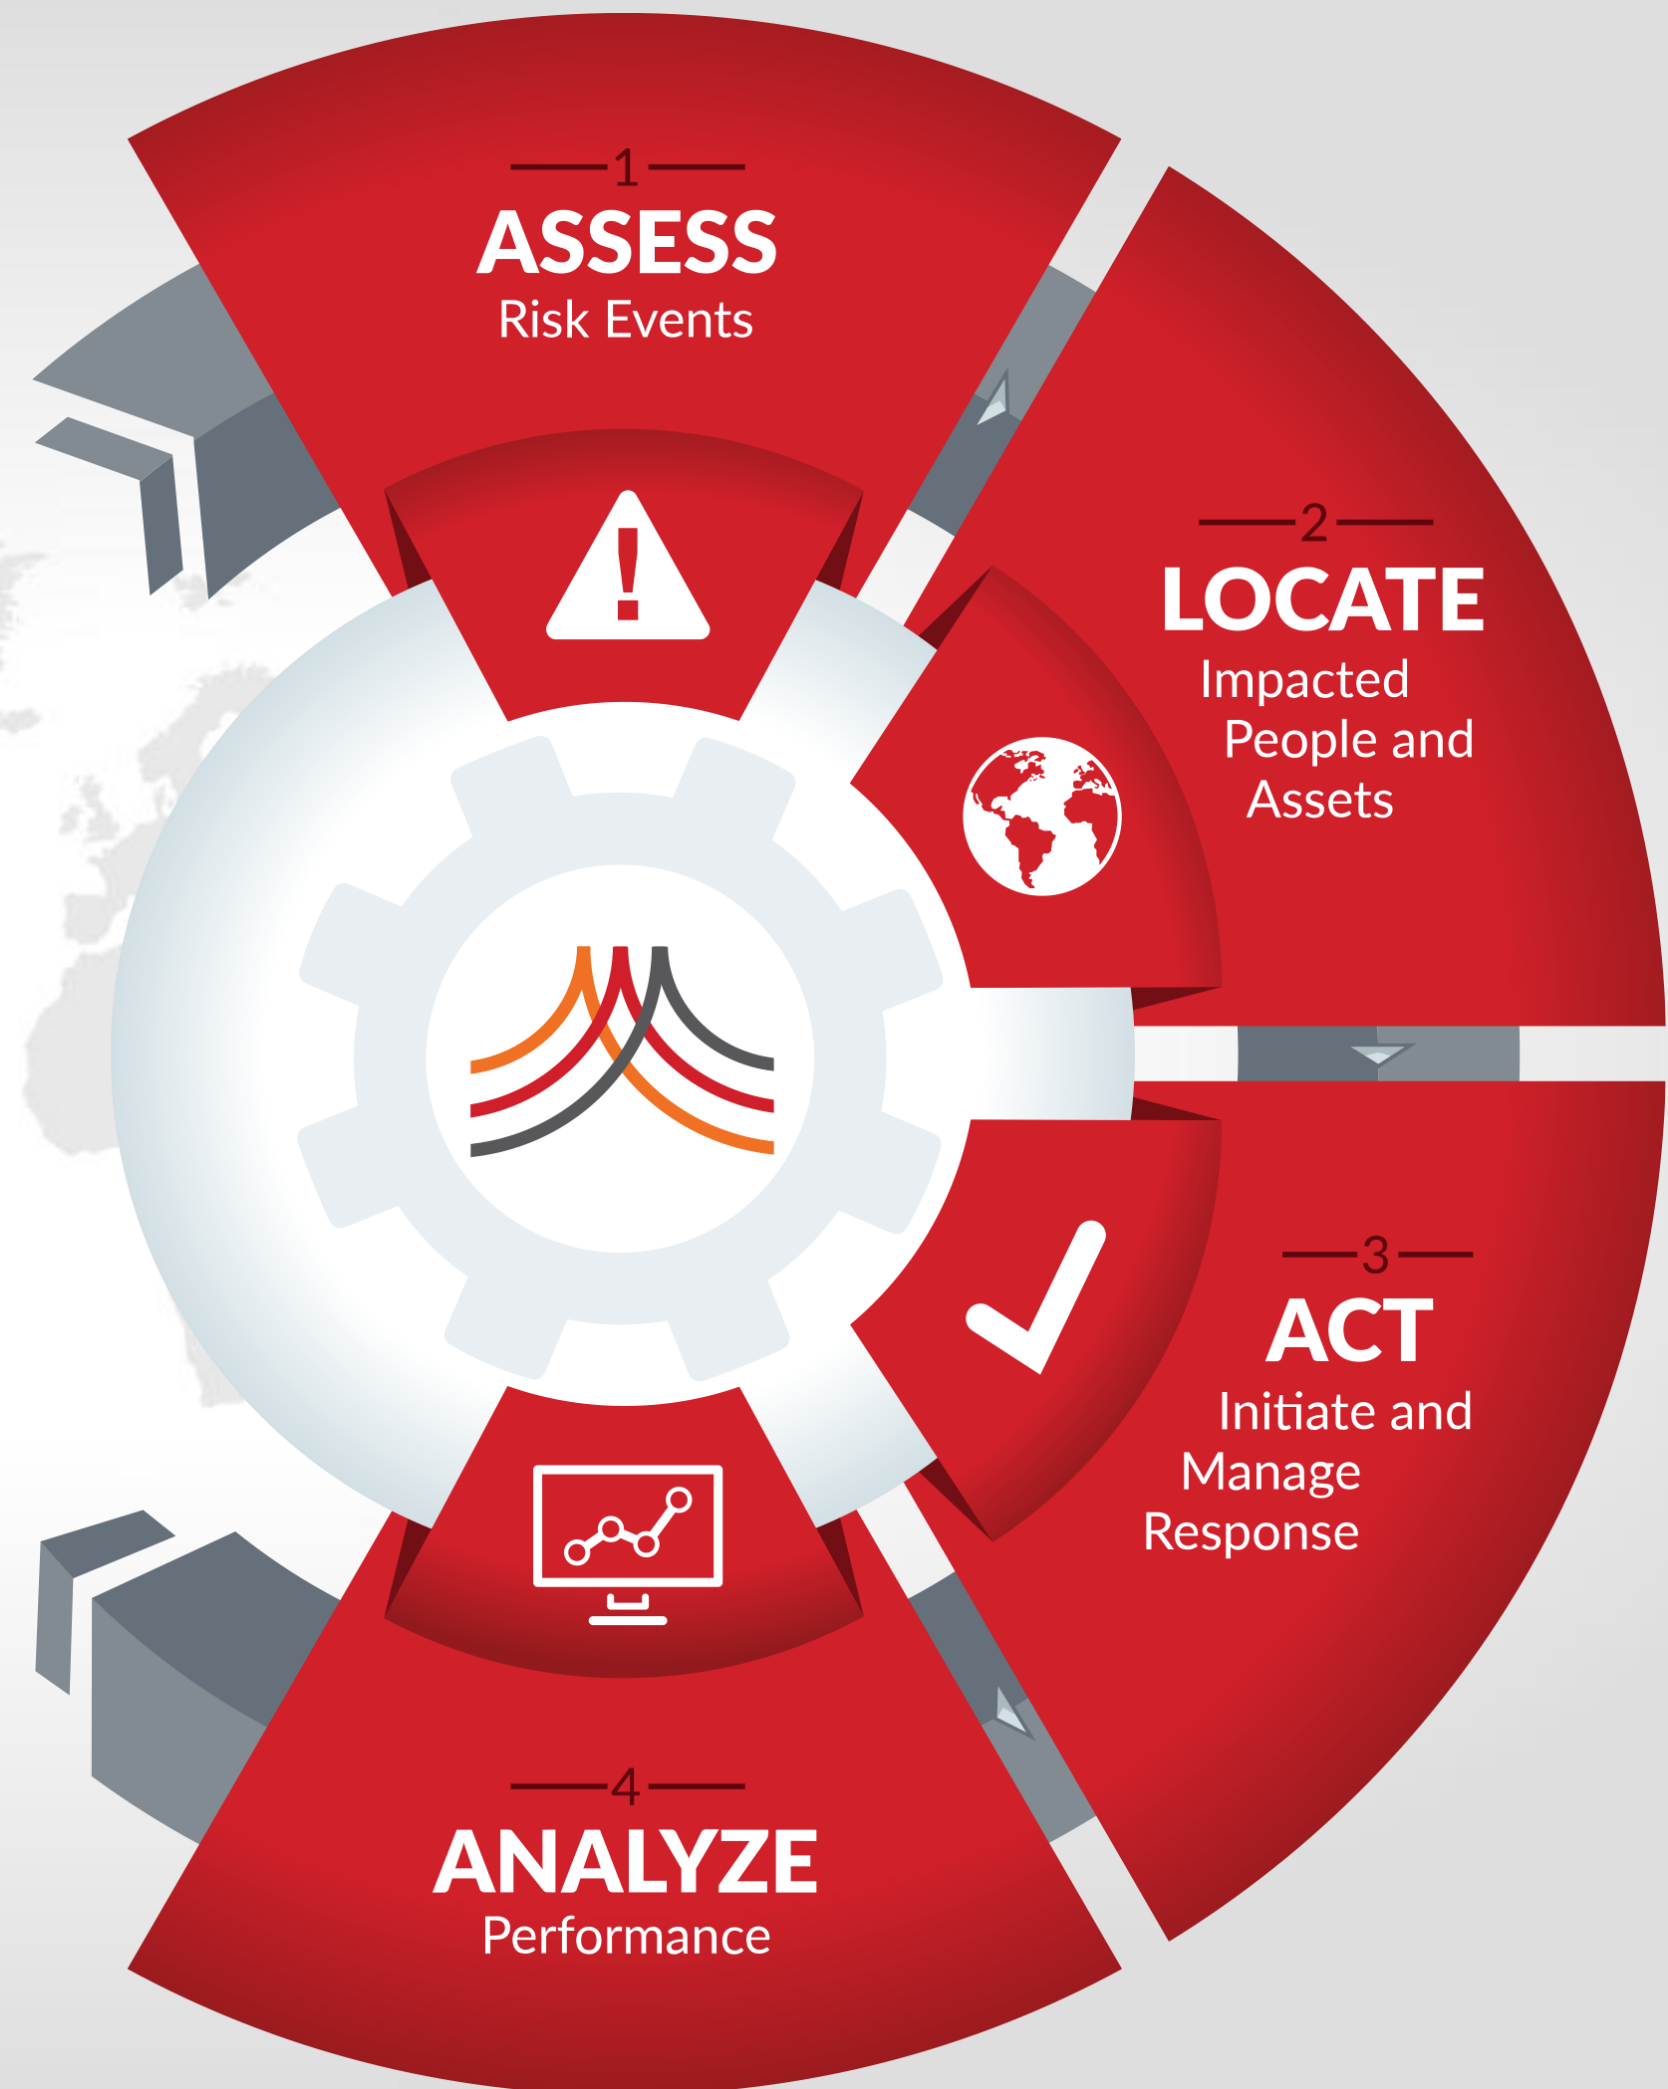 1
ASSESS
Risk Events
2
LOCATE
Impacted
People and
Assets
3
ACT
Initiate and
Manage
Response
4
ANALYZE
Performance